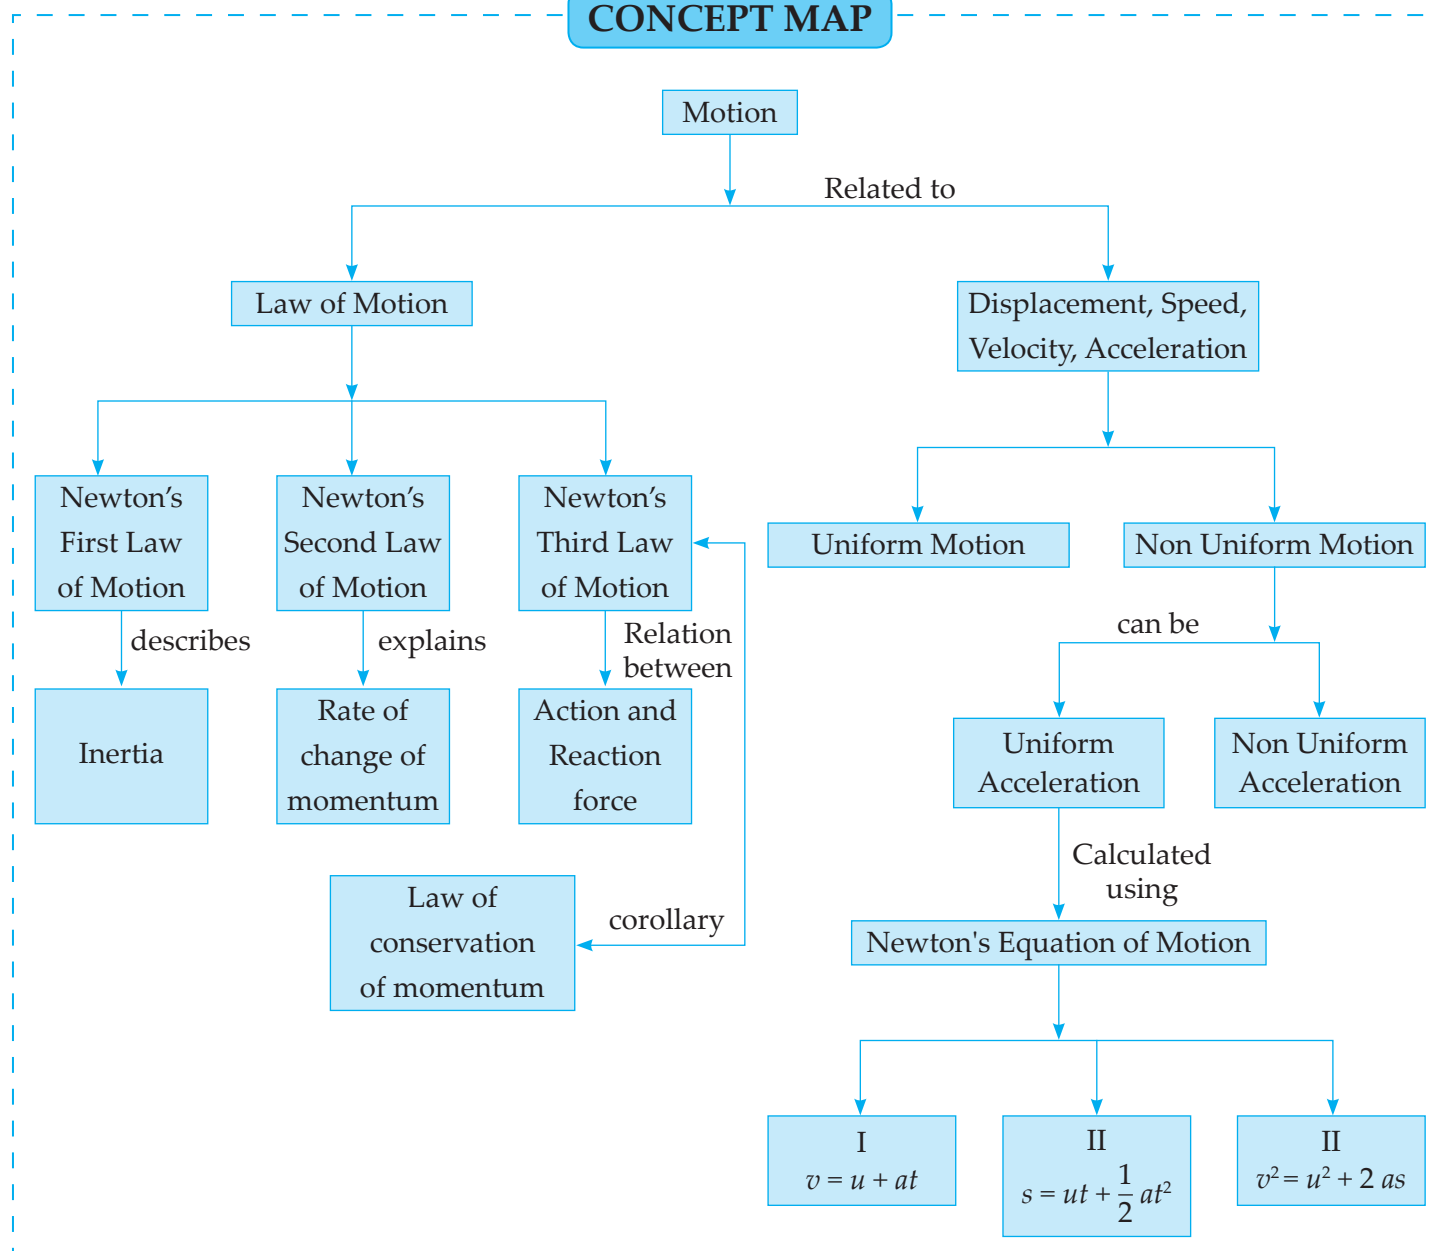 CONCEPT MAP
Motion
Related to
Law of Motion
Displacement, Speed,
Velocity, Acceleration
Newton’s
First Law
of Motion
Newton’s
Second Law
of Motion
Newton’s
Third Law
of Motion
Uniform Motion
Non Uniform Motion
describes
explains
Relation
between
can be
Inertia
Rate of
change of
momentum
Action and
Reaction
force
Uniform
Acceleration
Non Uniform
Acceleration
Calculated
using
Law of
conservation
of momentum
corollary
Newton's Equation of Motion
I
v = u + at
II
s = ut + 1/2 at²
II
v² = u² + 2 as